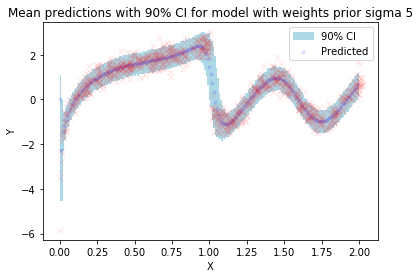 Mean predictions with 90% CI for model with weights prior sigma 5
90% CI
Predicted
2
0
−2
−4
−6
Y
0.00 0.25 0.50 0.75 1.00 1.25 1.50 1.75 2.00
X